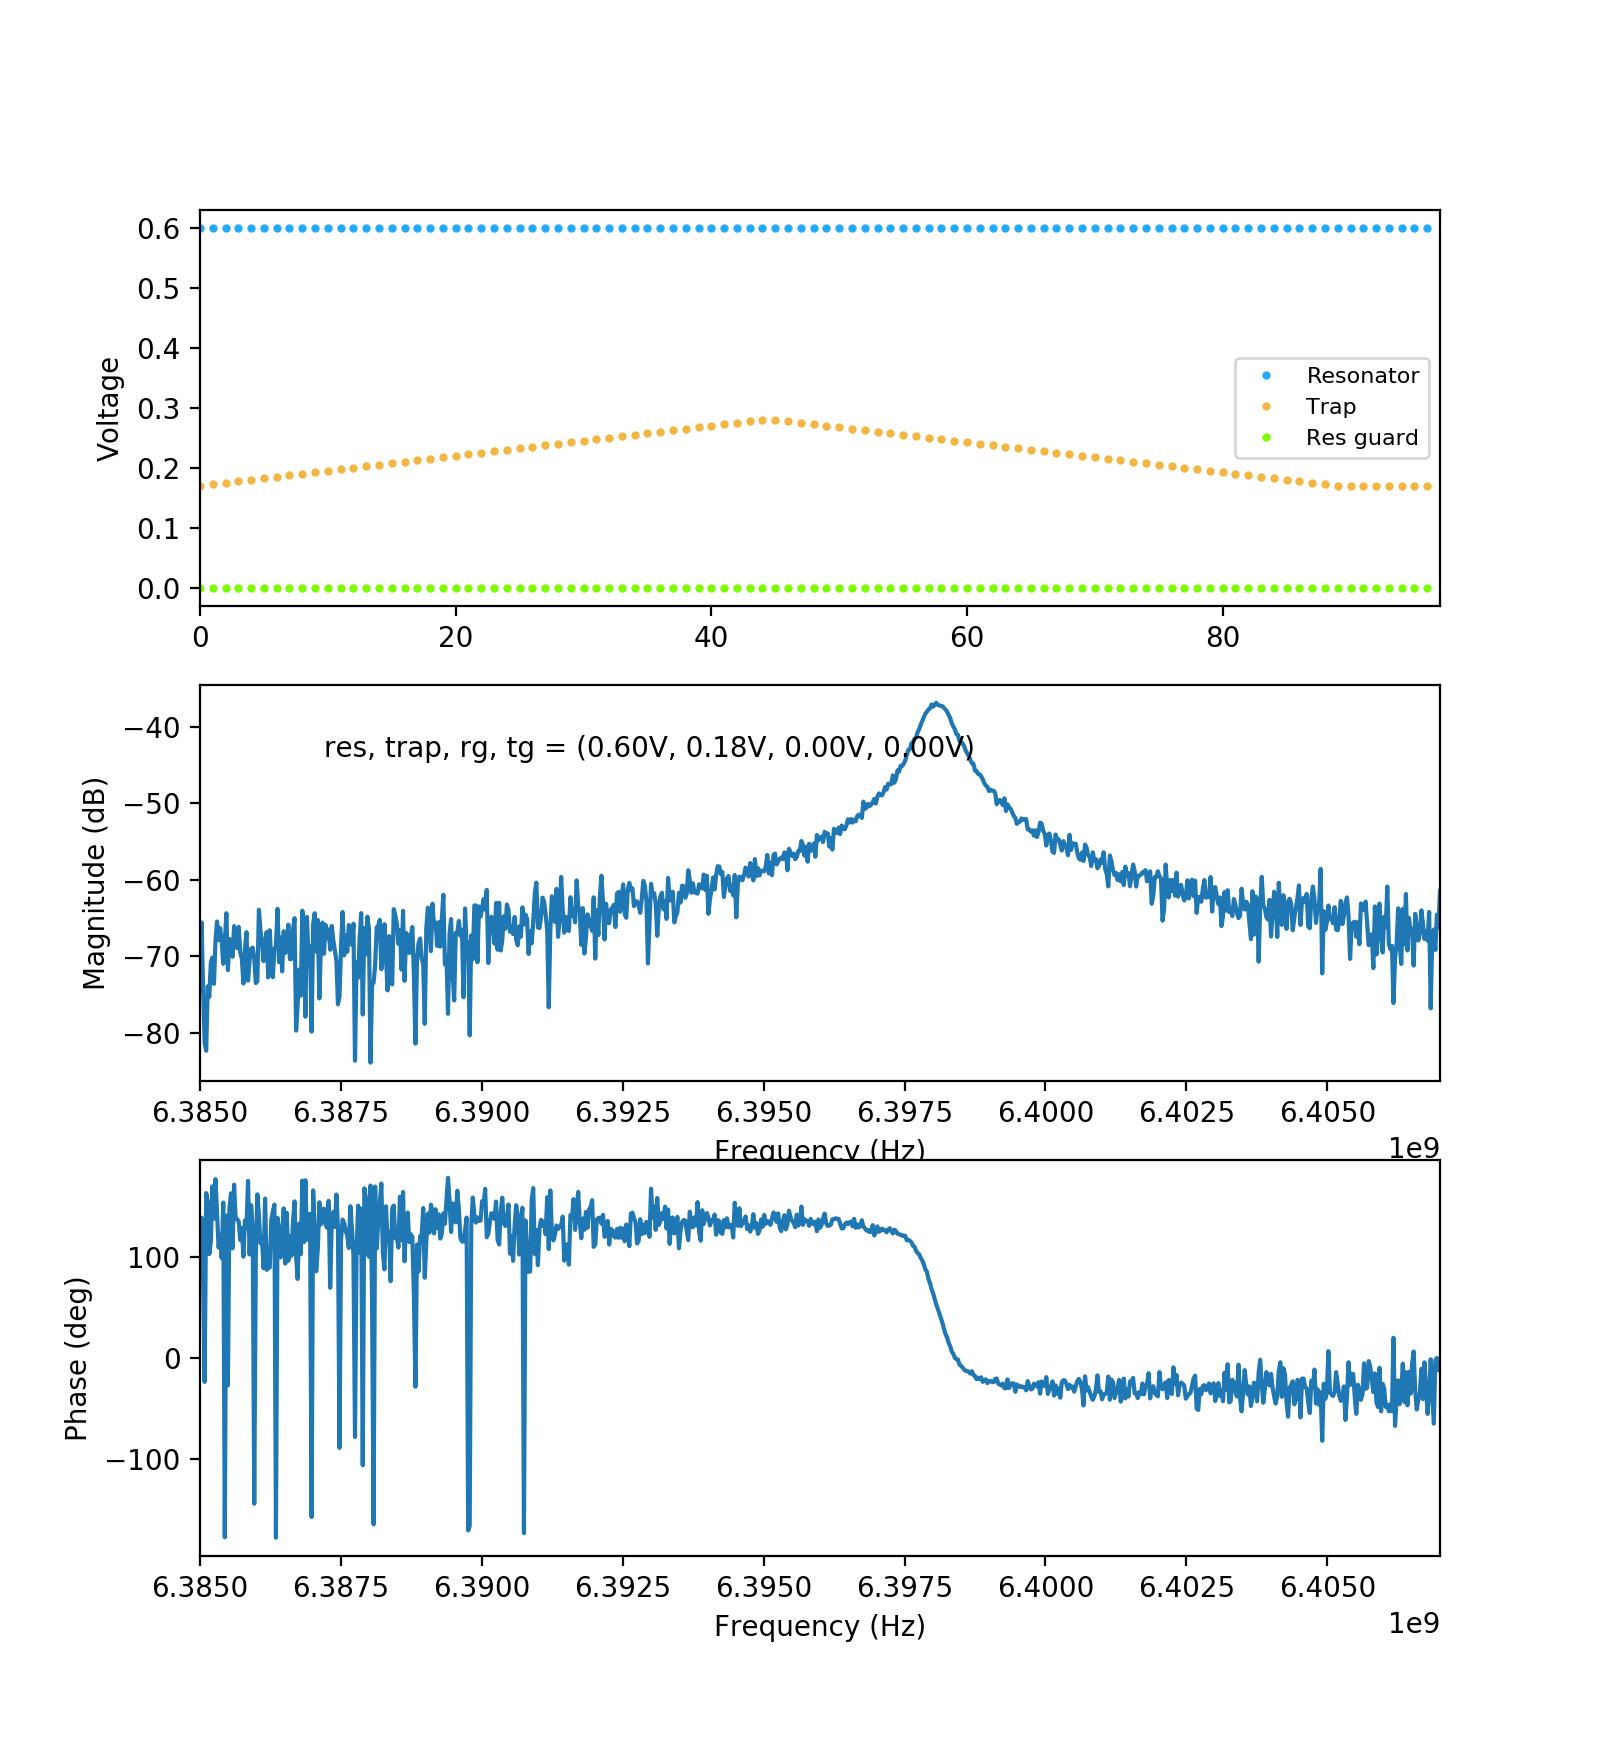 0.6
0.5
0.4
0.3
0.2
0.1
0.0
Voltage
Resonator
Trap
Res guard
0 20 40 60 80
−40
−50
−60
−70
−80
Magnitude (dB)
res, trap, rg, tg = (0.60V, 0.18V, 0.00V, 0.00V)
6.3850 6.3875 6.3900 6.3925 6.3950 6.3975 6.4000 6.4025 6.4050
Frequency (Hz)
1e9
100
0
−100
Phase (deg)
6.3850 6.3875 6.3900 6.3925 6.3950 6.3975 6.4000 6.4025 6.4050
Frequency (Hz)
1e9